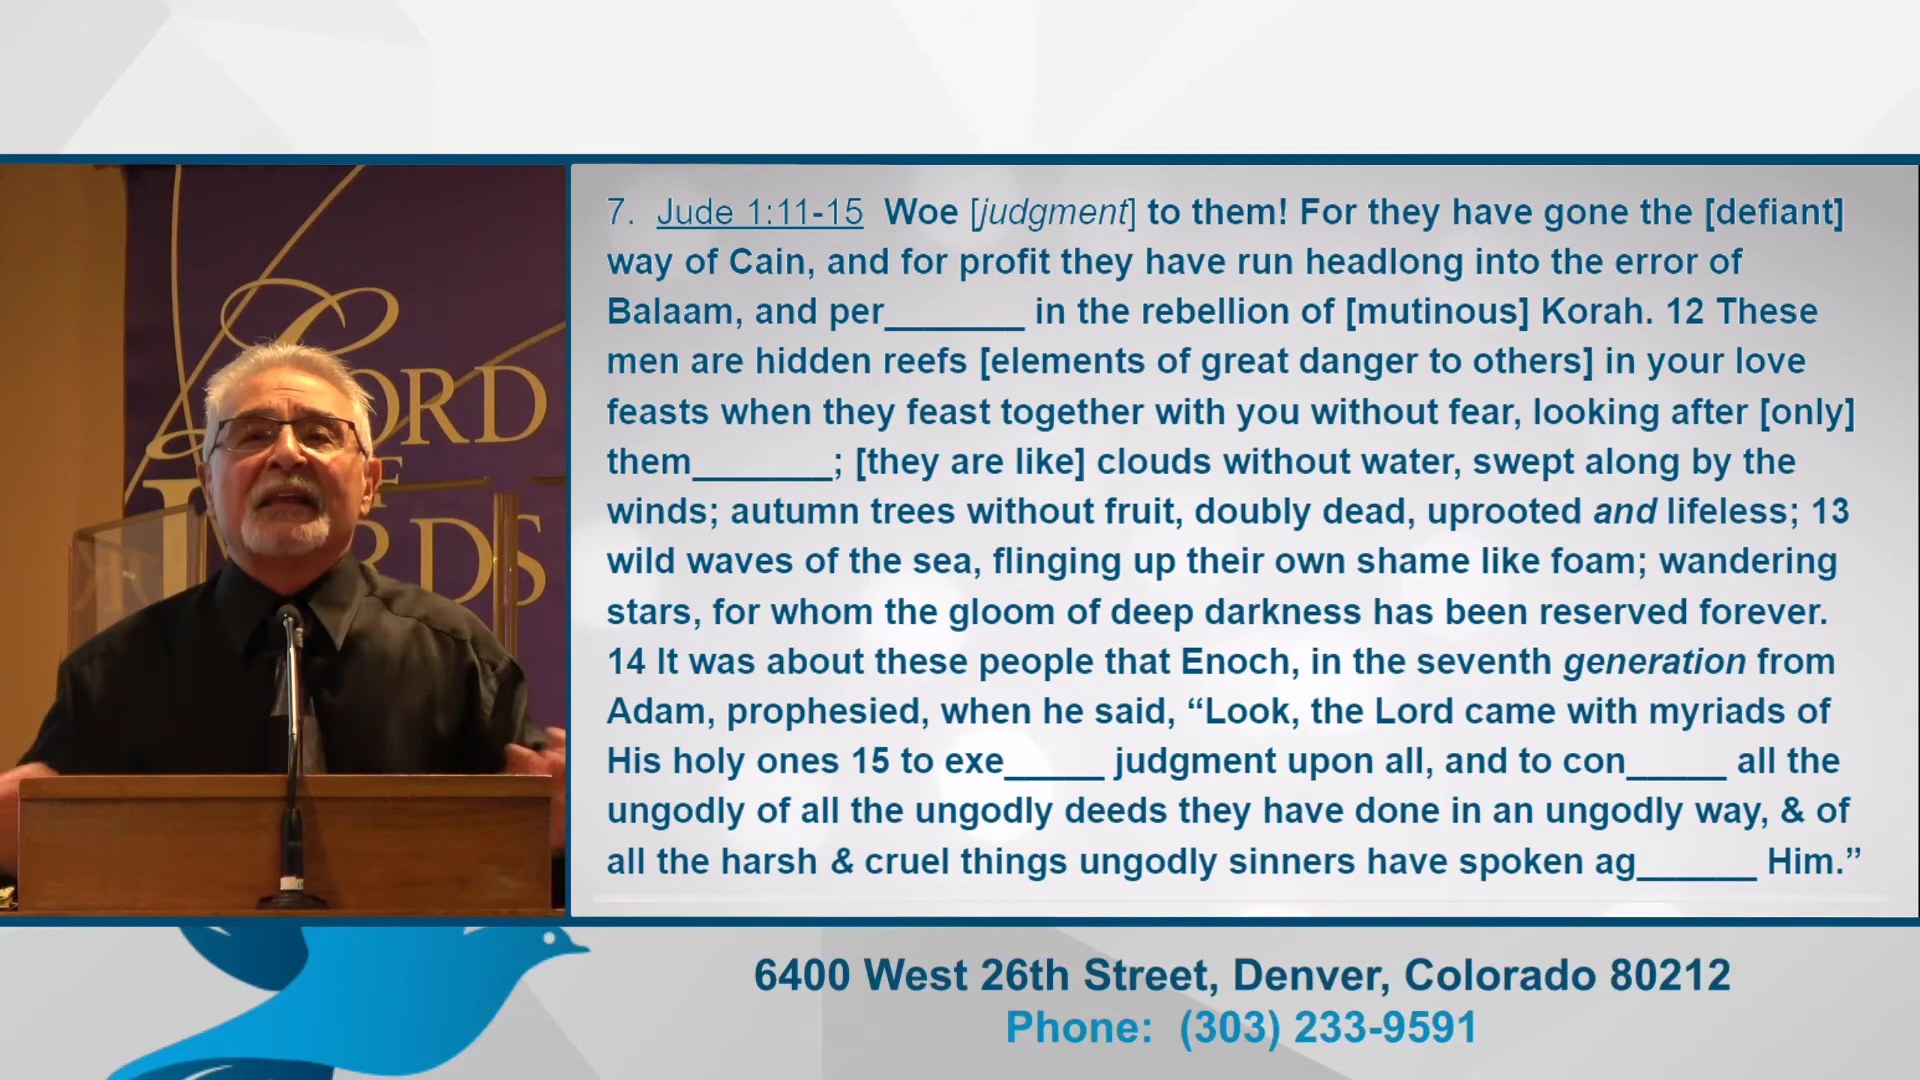 LORD
OF
RDS
7. Jude 1:11-15 Woe [judgment] to them! For they have gone the [defiant]
way of Cain, and for profit they have run headlong into the error of
Balaam, and per_______ in the rebellion of [mutinous] Korah. 12 These
men are hidden reefs [elements of great danger to others] in your love
feasts when they feast together with you without fear, looking after [only]
them_______; [they are like] clouds without water, swept along by the
winds; autumn trees without fruit, doubly dead, uprooted and lifeless; 13
wild waves of the sea, flinging up their own shame like foam; wandering
stars, for whom the gloom of deep darkness has been reserved forever.
14 It was about these people that Enoch, in the seventh generation from
Adam, prophesied, when he said, “Look, the Lord came with myriads of
His holy ones 15 to exe_____ judgment upon all, and to con_____ all the
ungodly of all the ungodly deeds they have done in an ungodly way, & of
all the harsh & cruel things ungodly sinners have spoken ag______ Him.”
6400 West 26th Street, Denver, Colorado 80212
Phone: (303) 233-9591